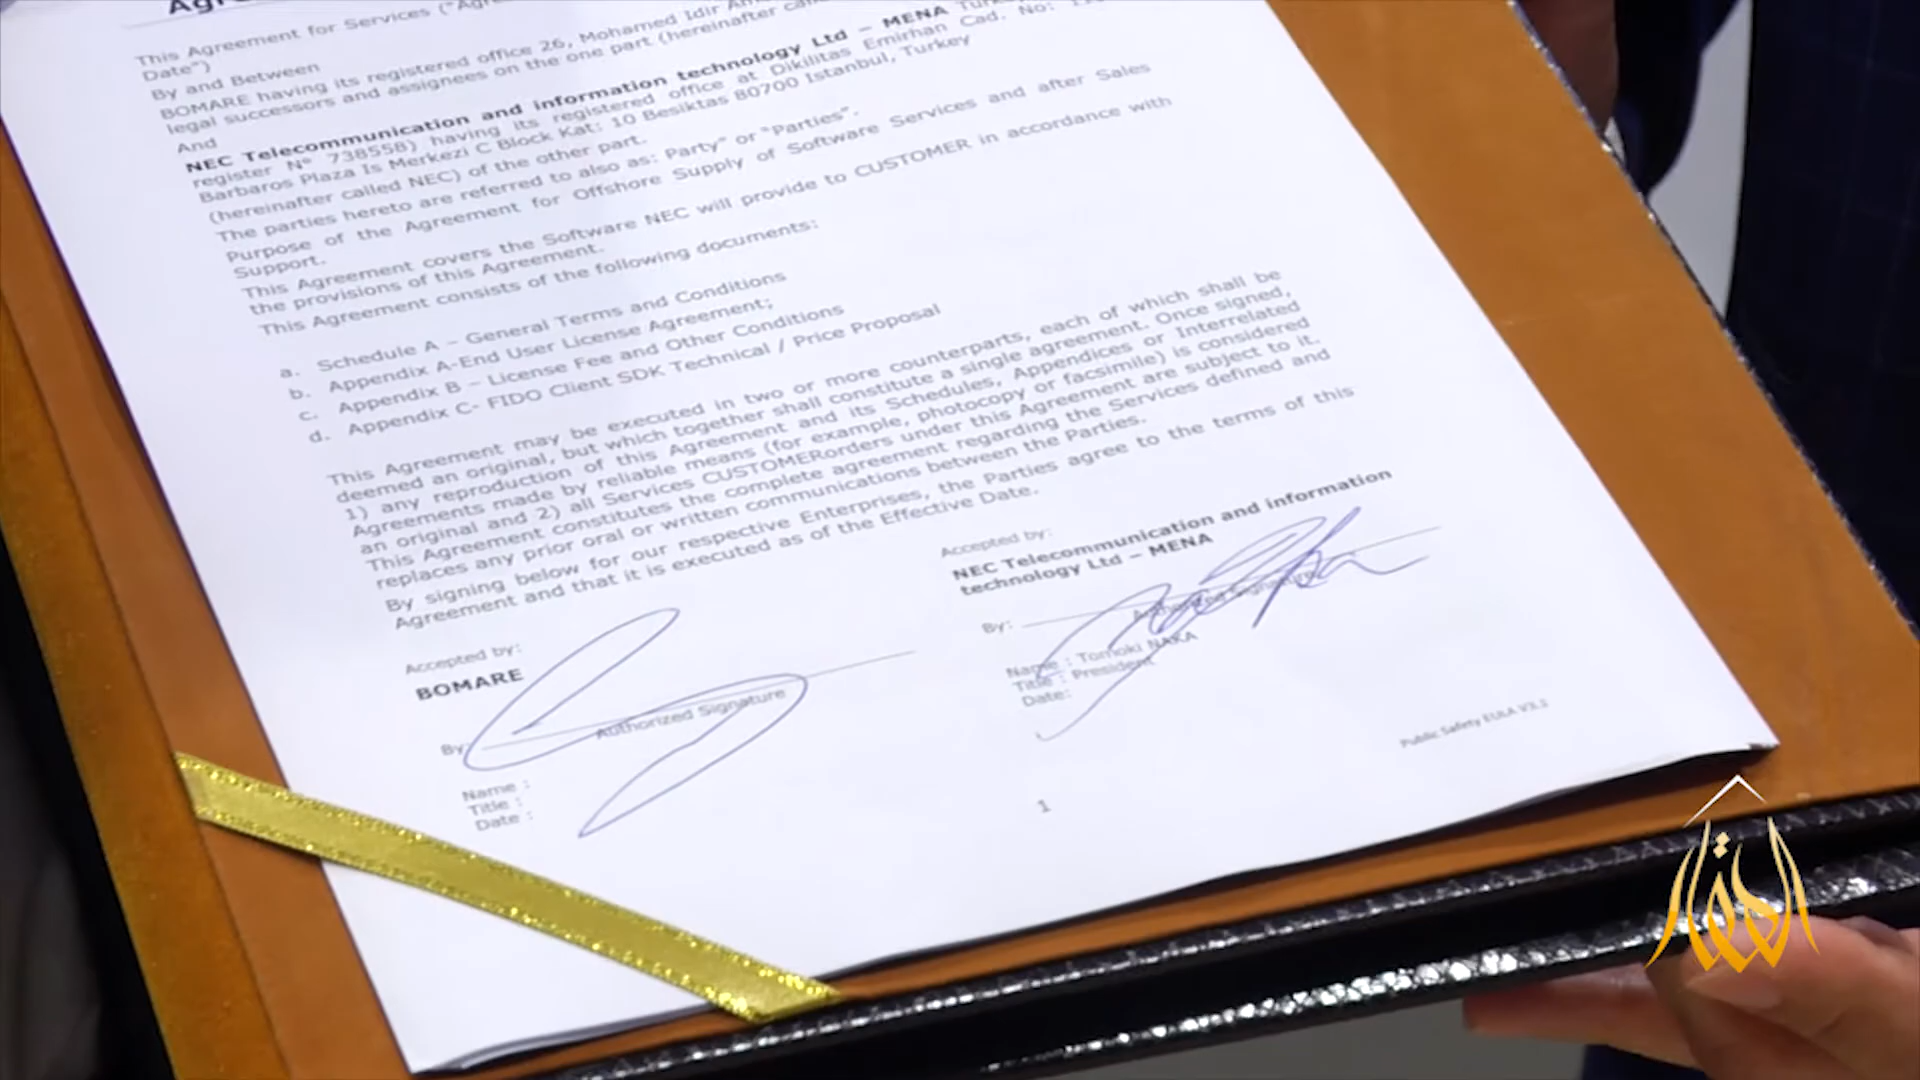 This Agreement for Services
Date")
By and Between
BOMARE having its registered office 26, Mohamed Idir
legal successors and assignees on the one part (hereinafter
And
NEC Telecommunication and information technology Ltd – MENA
register N° 738558) having its registered office at Dikilitas Emirhan Cad. No:
Barbaros Plaza Is Merkezi C Block Kat: 10 Besiktas 80700 Istanbul, Turkey
(hereinafter called NEC) of the other part.
The parties hereto are referred to also as: Party" or "Parties".
Purpose of the Agreement for Offshore Supply of Software Services and after Sales
Support.
This Agreement covers the Software NEC will provide to CUSTOMER in accordance with
the provisions of this Agreement.
This Agreement consists of the following documents:
a. Schedule A – General Terms and Conditions
b. Appendix A-End User License Agreement;
c. Appendix B – License Fee and Other Conditions
d. Appendix C- FIDO Client SDK Technical / Price Proposal
This Agreement may be executed in two or more counterparts, each of which shall be
deemed an original, but which together shall constitute a single agreement. Once signed,
1) any reproduction of this Agreement and its Schedules, Appendices or Interrelated
Agreements made by reliable means (for example, photocopy or facsimile) is considered
an original and 2) all Services CUSTOMERorders under this Agreement are subject to it.
This Agreement constitutes the complete agreement regarding the Services defined and
replaces any prior oral or written communications between the Parties.
By signing below for our respective Enterprises, the Parties agree to the terms of this
Agreement and that it is executed as of the Effective Date.
Accepted by:
BOMARE
By:
Authorized Signature
Name :
Title :
Date :
Accepted by:
NEC Telecommunication and information
technology Ltd – MENA
By:
Authorized Signature
Name : Tomoki NAKA
Title : President
Date:
Public Safety EULA V3.1
1
العقار